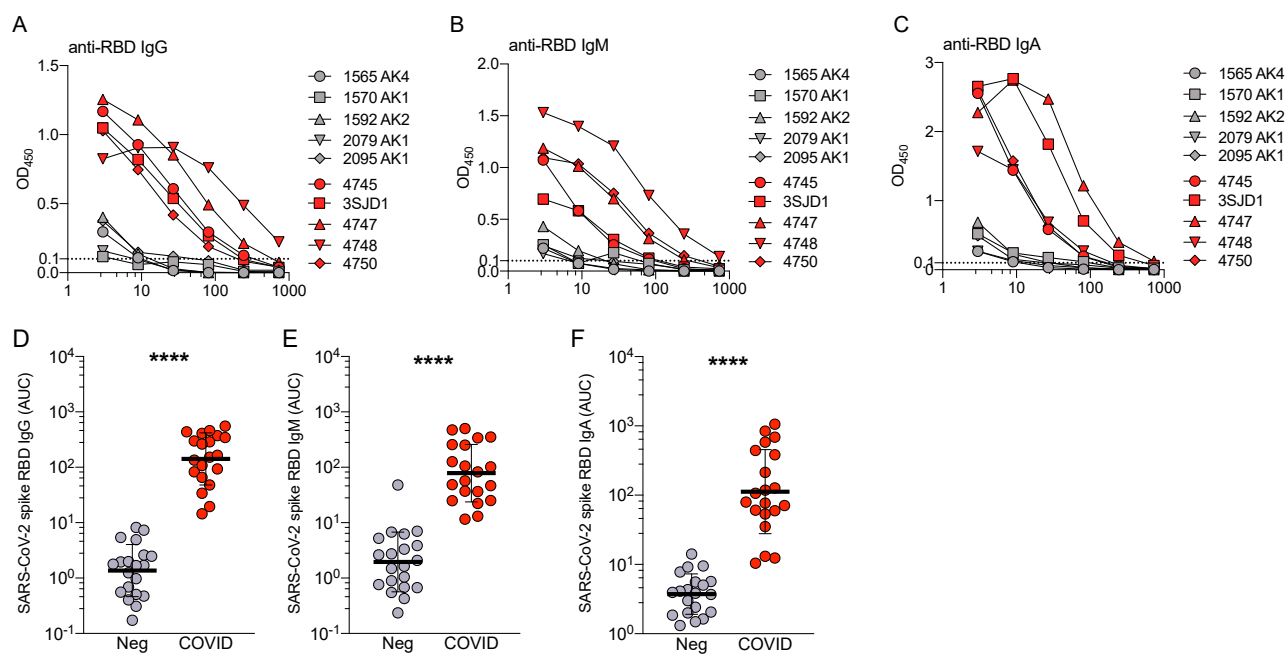 A
anti-RBD IgG
OD450
1.5
1.0
0.5
0.1
0.0
1
10
100
1000
1565 AK4
1570 AK1
1592 AK2
2079 AK1
2095 AK1
4745
3SJD1
4747
4748
4750
B
anti-RBD IgM
OD450
2.0
1.5
1.0
0.5
0.1
0.0
1
10
100
1000
1565 AK4
1570 AK1
1592 AK2
2079 AK1
2095 AK1
4745
3SJD1
4747
4748
4750
C
anti-RBD IgA
OD450
3
2
1
0.1
0
1
10
100
1000
1565 AK4
1570 AK1
1592 AK2
2079 AK1
2095 AK1
4745
3SJD1
4747
4748
4750
D
SARS-CoV-2 spike RBD IgG (AUC)
10^4
10^3
10^2
10^1
10^0
10^-1
****
Neg
COVID
E
SARS-CoV-2 spike RBD IgM (AUC)
10^4
10^3
10^2
10^1
10^0
10^-1
****
Neg
COVID
F
SARS-CoV-2 spike RBD IgA (AUC)
10^4
10^3
10^2
10^1
10^0
****
Neg
COVID